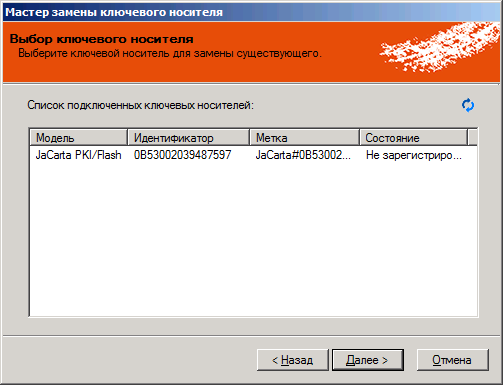 Мастер замены ключевого носителя
Выбор ключевого носителя
Выберите ключевой носитель для замены существующего.
Список подключенных ключевых носителей:
Модель Идентификатор Метка Состояние
JaCarta PKI/Flash 0B53002039487597 JaCarta#0B53002... Не зарегистриро...
< Назад Далее > Отмена